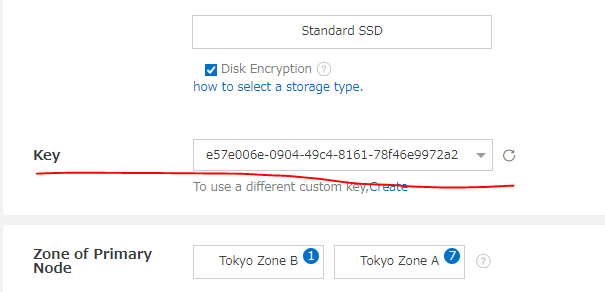 Standard SSD
Disk Encryption ?
how to select a storage type.
Key e57e006e-0904-49c4-8161-78f46e9972a2
To use a different custom key,Create
Zone of Primary
Node
Tokyo Zone B 1 Tokyo Zone A 7 ?